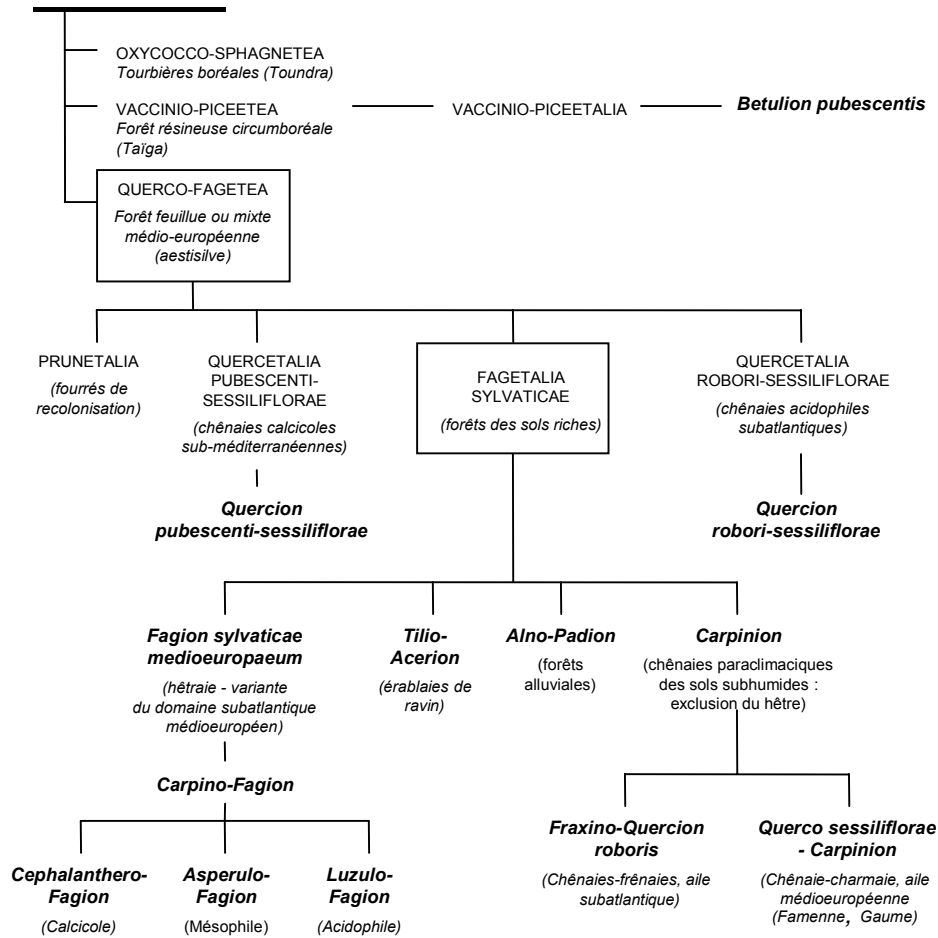 OXYCOCCO-SPHAGNETEA
Tourbières boréales (Toundra)
VACCINIO-PICEETEA
Forêt résineuse circumboréale
(Taïga)
VACCINIO-PICEETALIA
Betulion pubescentis
QUERCO-FAGETEA
Forêt feuillue ou mixte
médio-européenne
(aestisilve)
PRUNETALIA
(fourrés de
recolonisation)
QUERCETALIA
PUBESCENTI-
SESSILIFLORAE
(chênaies calcicoles
sub-méditerranéennes)
Quercion
pubescenti-sessiliflorae
FAGETALIA
SYLVATICAE
(forêts des sols riches)
QUERCETALIA
ROBORI-SESSILIFLORAE
(chênaies acidophiles
subatlantiques)
Quercion
robori-sessiliflorae
Fagion sylvaticae
medioeuropaeum
(hêtraie - variante
du domaine subatlantique
médioeuropéen)
Carpino-Fagion
Tilio-
Acerion
(érablaies de
ravin)
Alno-Padion
(forêts
alluviales)
Carpinion
(chênaies paraclimaciques
des sols subhumides :
exclusion du hêtre)
Cephalanthero-
Fagion
(Calcicole)
Asperulo-
Fagion
(Mésophile)
Luzulo-
Fagion
(Acidophile)
Fraxino-Quercion
roboris
(Chênaies-frênaies, aile
subatlantique)
Querco sessiliflorae
- Carpinion
(Chênaie-charmaie, aile
médioeuropéenne
(Famenne, Gaume)